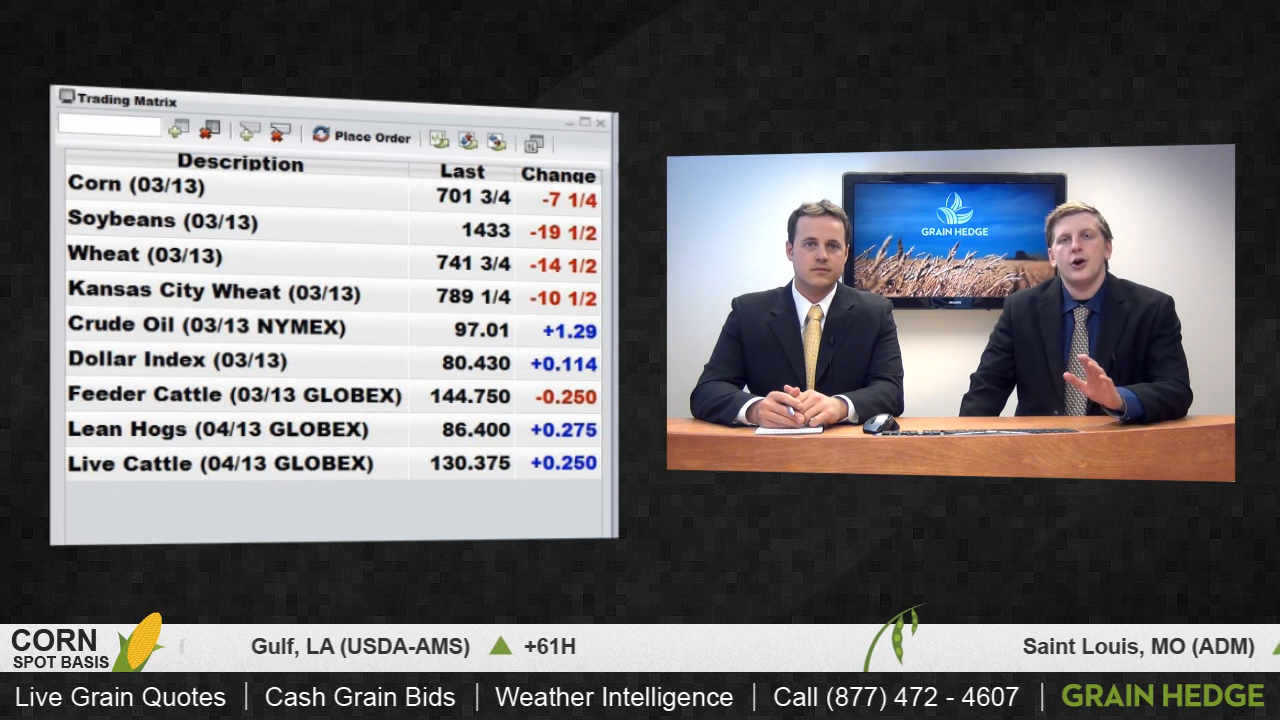 Trading Matrix
Place Order
Description Last Change
Corn (03/13) 701 3/4 -7 1/4
Soybeans (03/13) 1433 -19 1/2
Wheat (03/13) 741 3/4 -14 1/2
Kansas City Wheat (03/13) 789 1/4 -10 1/2
Crude Oil (03/13 NYMEX) 97.01 +1.29
Dollar Index (03/13) 80.430 +0.114
Feeder Cattle (03/13 GLOBEX) 144.750 -0.250
Lean Hogs (04/13 GLOBEX) 86.400 +0.275
Live Cattle (04/13 GLOBEX) 130.375 +0.250
GRAIN HEDGE
PHILIPS
CORN
SPOT BASIS
Gulf, LA (USDA-AMS) ▲ +61H
Saint Louis, MO (ADM)
Live Grain Quotes | Cash Grain Bids | Weather Intelligence | Call (877) 472 - 4607 | GRAIN HEDGE